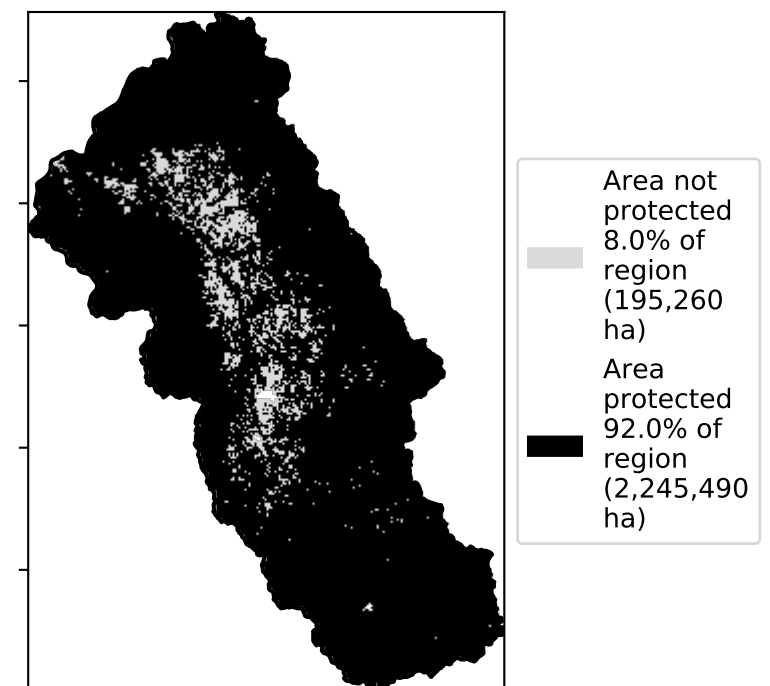 Area not
protected
8.0% of
region
(195,260
ha)
Area
protected
92.0% of
region
(2,245,490
ha)